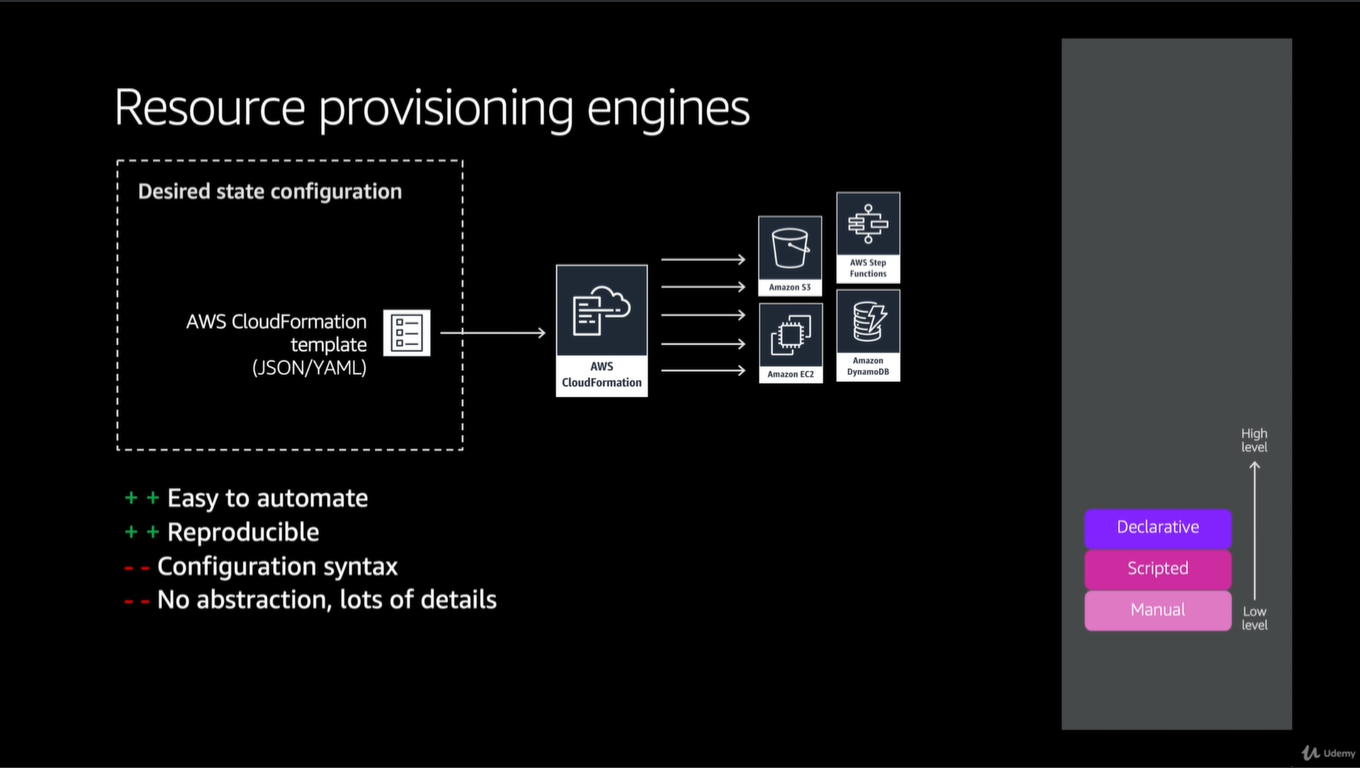 Resource provisioning engines
Desired state configuration
AWS CloudFormation
template
(JSON/YAML)
AWS
CloudFormation
Amazon S3
AWS Step
Functions
Amazon EC2
Amazon
DynamoDB
+ + Easy to automate
+ + Reproducible
- - Configuration syntax
- - No abstraction, lots of details
High
level
Declarative
Scripted
Manual
Low
level
Udemy